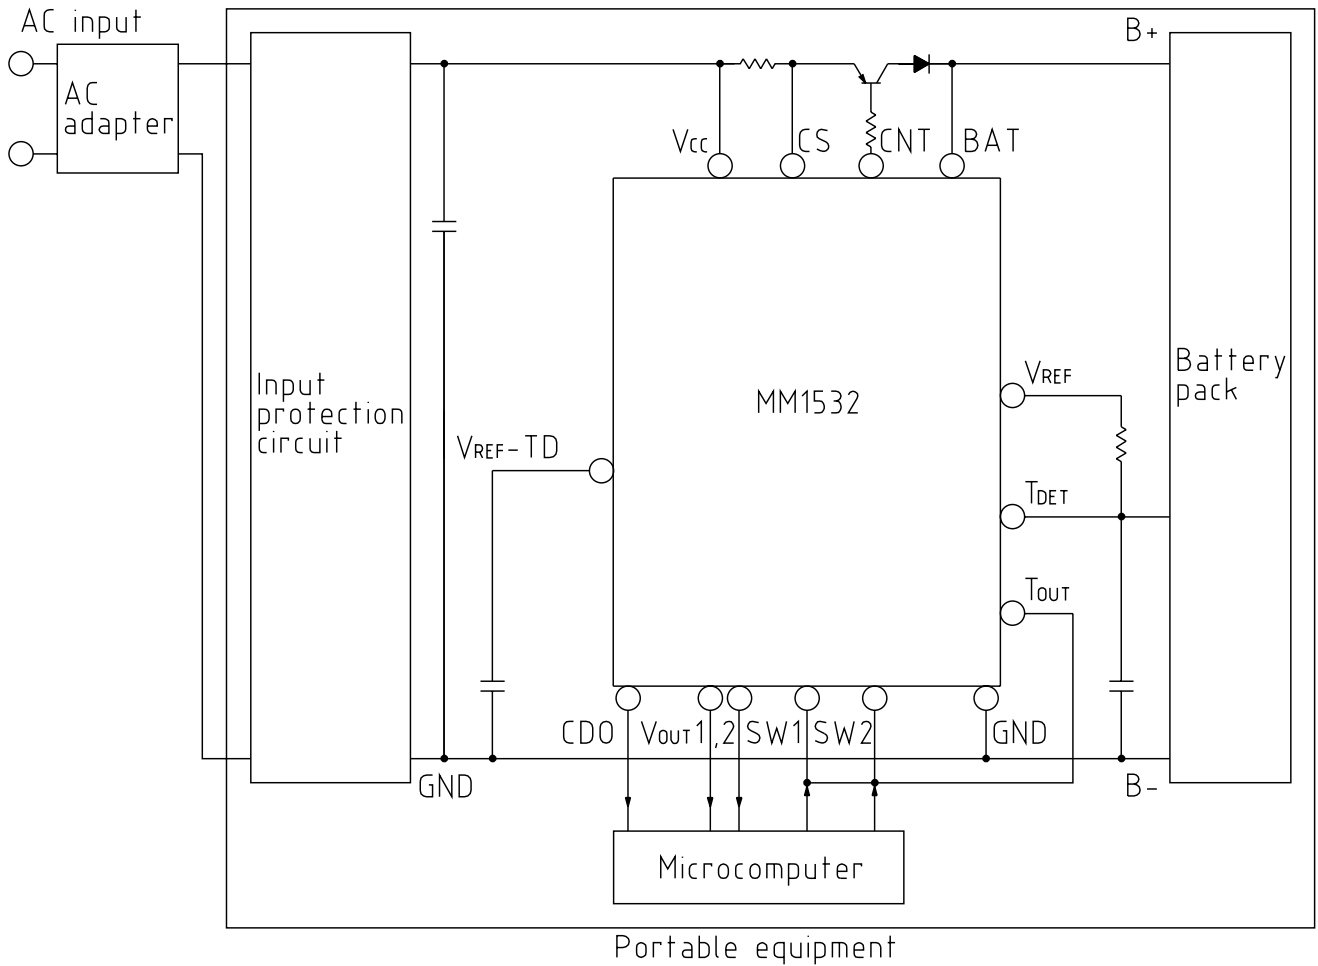 AC input
AC
adapter
B+
VCC
CS
CNT
BAT
Input
protection
circuit
MM1532
VREF
Battery
pack
VREF-TD
TDET
TOUT
CDO
VOUT1,2
SW1
SW2
GND
GND
B-
Microcomputer
Portable equipment